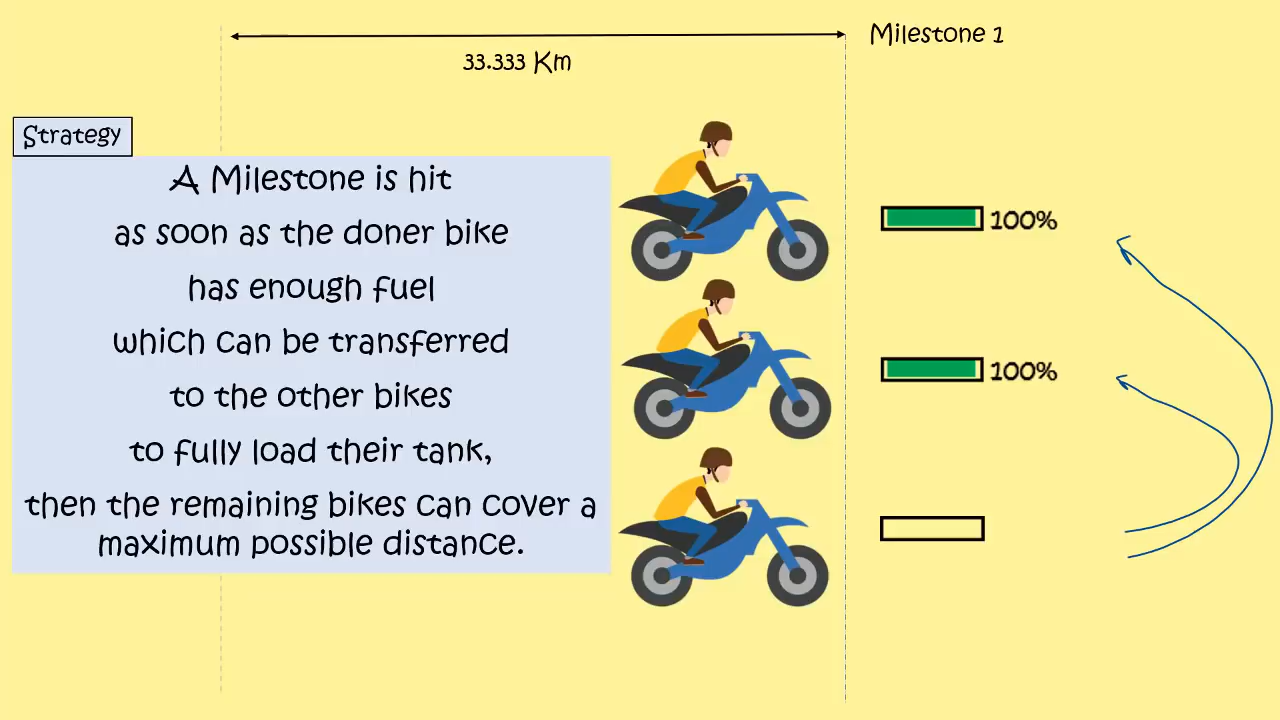 Milestone 1
33.333 Km
Strategy
A Milestone is hit
as soon as the doner bike
has enough fuel
which can be transferred
to the other bikes
to fully load their tank,
then the remaining bikes can cover a
maximum possible distance.
100%
100%